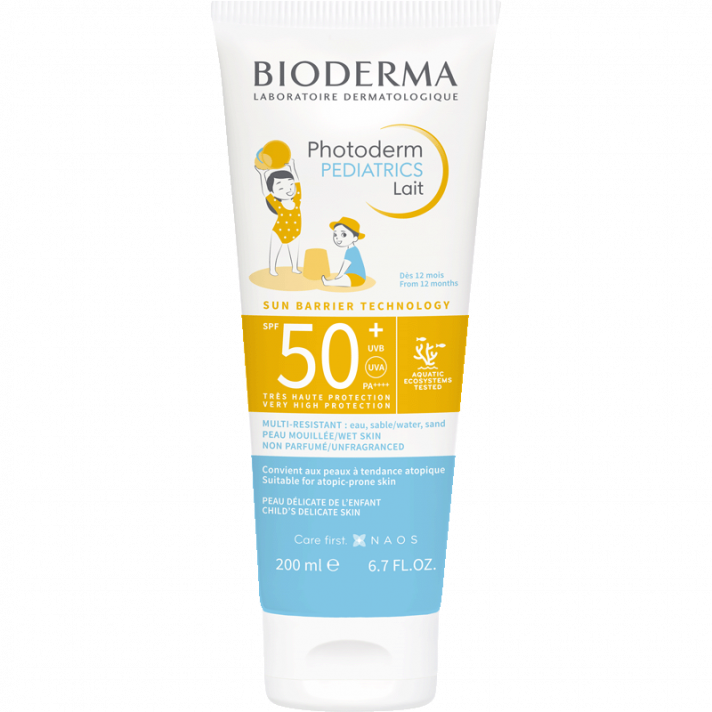 BIODERMA
LABORATOIRE DERMATOLOGIQUE
Photoderm
PEDIATRICS
Lait
Dès 12 mois
From 12 months
SUN BARRIER TECHNOLOGY
SPF 50+
UVB
UVA
PA++++
TRÈS HAUTE PROTECTION
VERY HIGH PROTECTION
AQUATIC
ECOSYSTEMS
TESTED
MULTI-RESISTANT : eau, sable/water, sand
PEAU MOUILLÉE/WET SKIN
NON PARFUMÉ/UNFRAGRANCED
Convient aux peaux à tendance atopique
Suitable for atopic-prone skin
PEAU DÉLICATE DE L'ENFANT
CHILD'S DELICATE SKIN
Care first. NAOS
200 ml ℮ 6.7 FL.OZ.